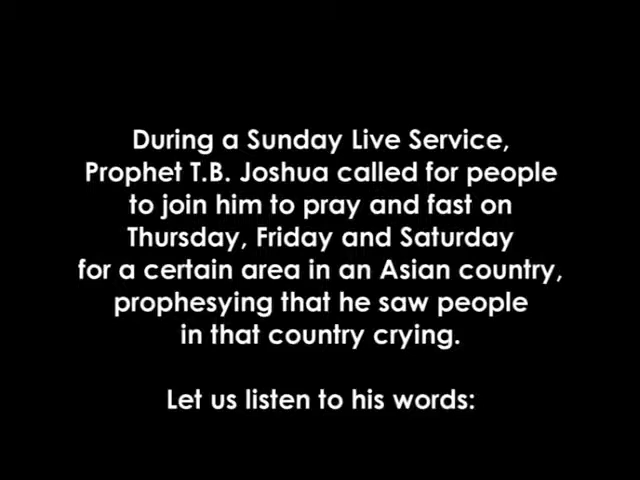 During a Sunday Live Service,
Prophet T.B. Joshua called for people
to join him to pray and fast on
Thursday, Friday and Saturday
for a certain area in an Asian country,
prophesying that he saw people
in that country crying.
Let us listen to his words: